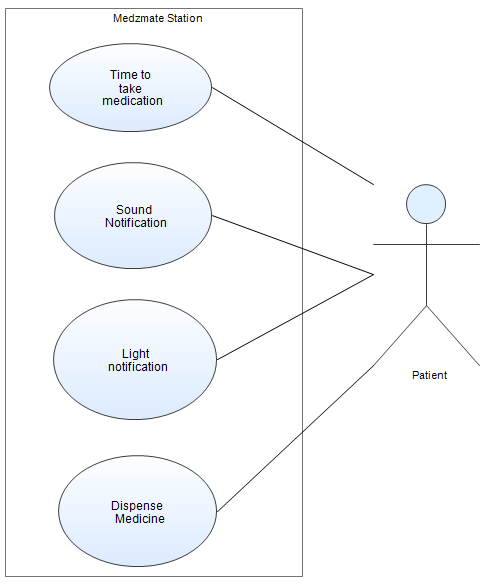 Medzmate Station
Time to
take
medication
Sound
Notification
Light
notification
Dispense
Medicine
Patient